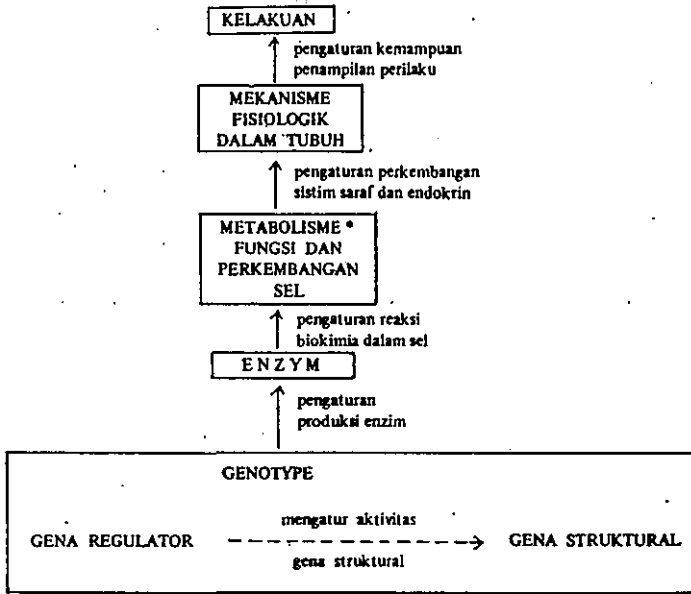 KELAKUAN
pengaturan kemampuan
penampilan perilaku
MEKANISME
FISIOLOGIK
DALAM TUBUH
pengaturan perkembangan
sistim saraf dan endokrin
METABOLISME *
FUNGSI DAN
PERKEMBANGAN
SEL
pengaturan reaksi
biokimia dalam sel
ENZYM
pengaturan
produksi enzim
GENOTYPE
mengatur aktivitas
GENA REGULATOR
GENA STRUKTURAL
gena struktural